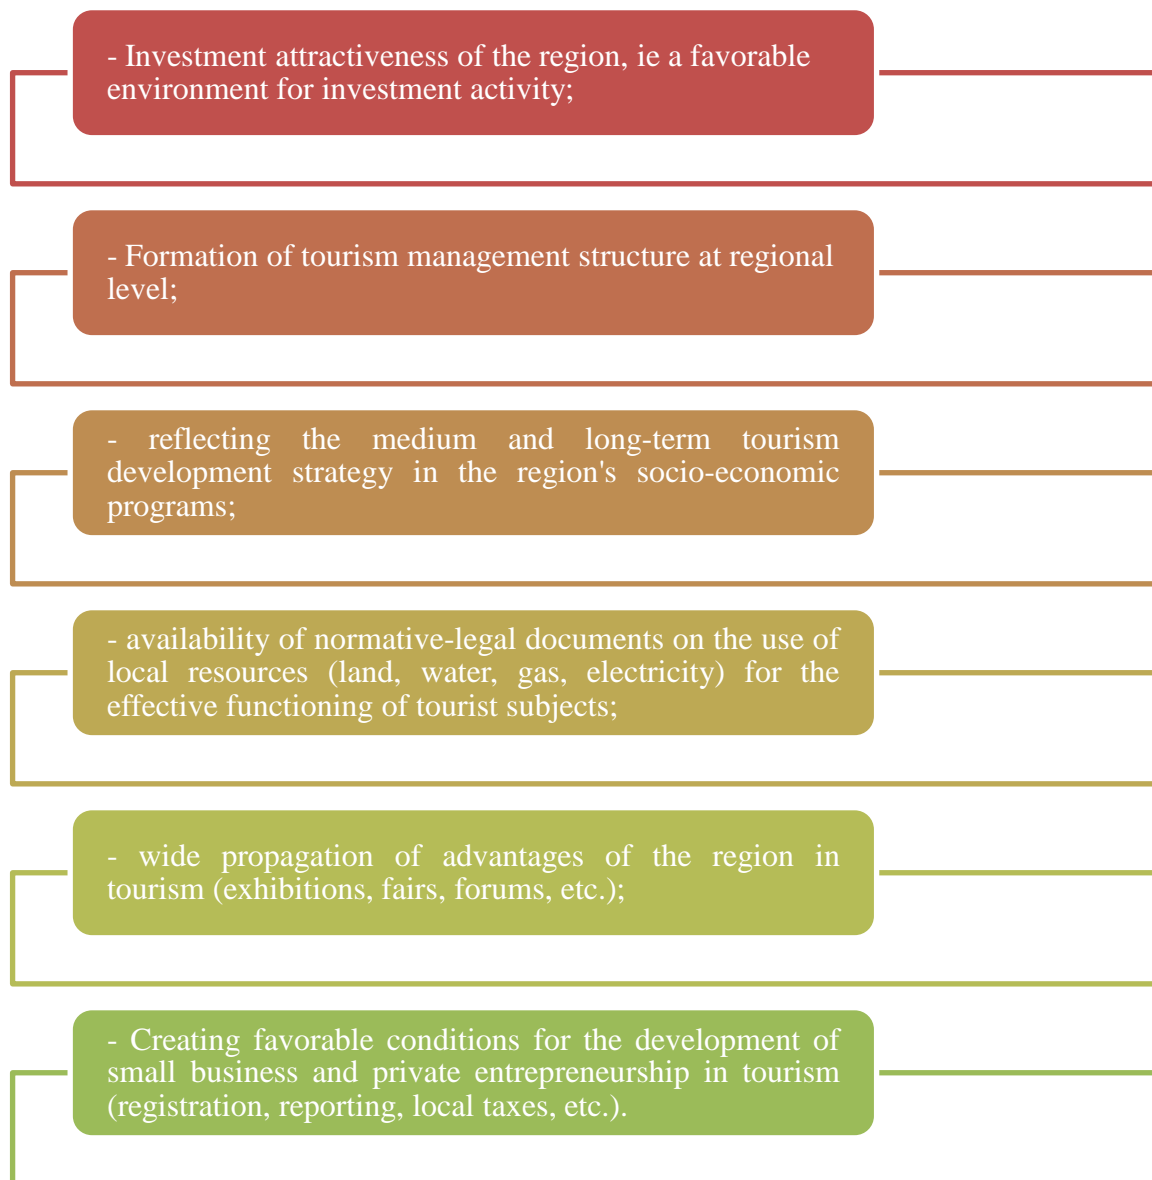 - Investment attractiveness of the region, ie a favorable
environment for investment activity;
- Formation of tourism management structure at regional
level;
- reflecting the medium and long-term tourism
development strategy in the region's socio-economic
programs;
- availability of normative-legal documents on the use of
local resources (land, water, gas, electricity) for the
effective functioning of tourist subjects;
- wide propagation of advantages of the region in
tourism (exhibitions, fairs, forums, etc.);
- Creating favorable conditions for the development of
small business and private entrepreneurship in tourism
(registration, reporting, local taxes, etc.).